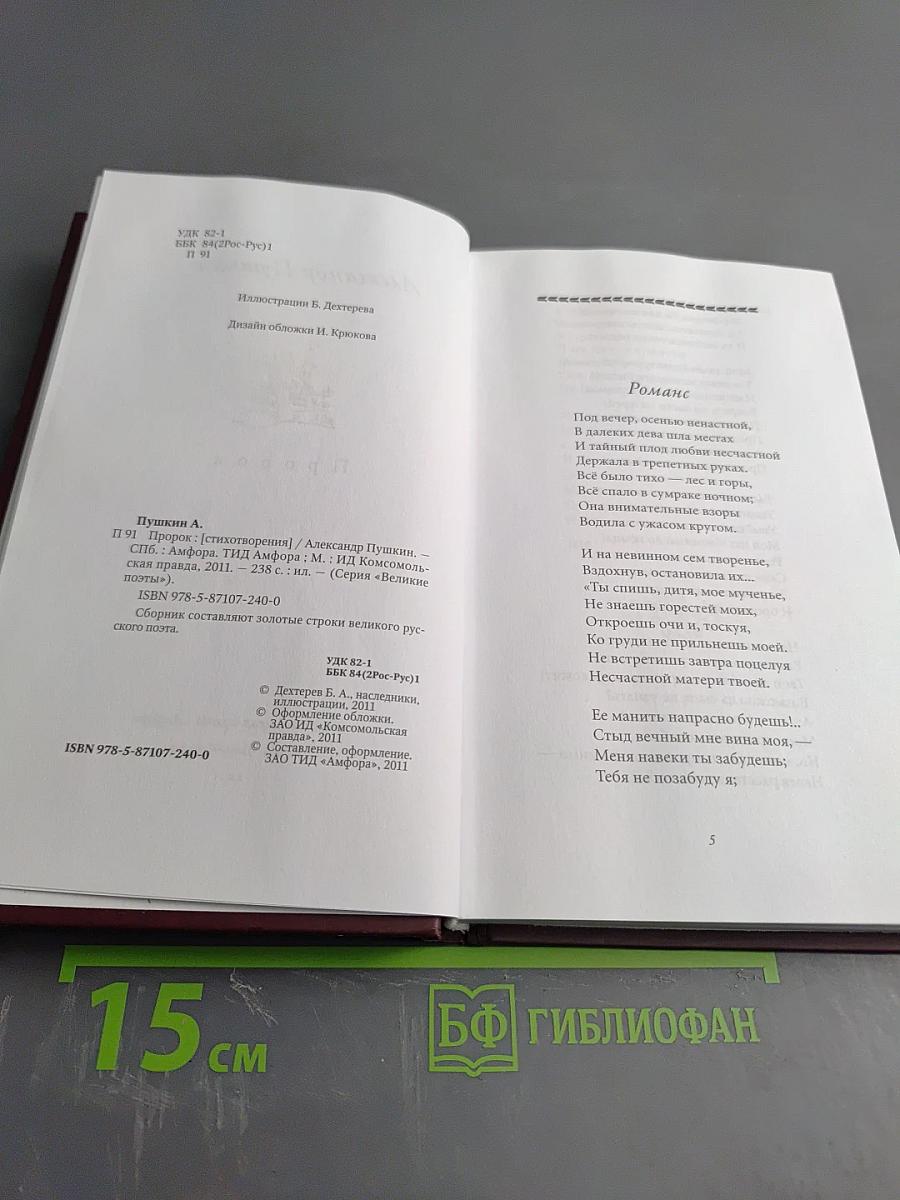 УДК 82-1
ББК 84(2Рос-Рус)1
П 91
Иллюстрации Б. Дехтерева
Дизайн обложки И. Крюкова
Пушкин А.
П 91 Пророк : [стихотворения] / Александр Пушкин. —
СПб. : Амфора. ТИД Амфора ; М. : ИД Комсомоль-
ская правда, 2011. — 238 с. : ил. — (Серия «Великие
поэты»).
ISBN 978-5-87107-240-0
Сборник составляют золотые строки великого рус-
ского поэта.
УДК 82-1
ББК 84(2Рос-Рус)1
© Дехтерев Б. А., наследники,
иллюстрации, 2011
© Оформление обложки.
ЗАО ИД «Комсомольская
правда», 2011
© Составление, оформление.
ЗАО ТИД «Амфора», 2011
ISBN 978-5-87107-240-0
Романс
Под вечер, осенью ненастной,
В далеких дева шла местах
И тайный плод любви несчастной
Держала в трепетных руках.
Всё было тихо — лес и горы,
Всё спало в сумраке ночном;
Она внимательные взоры
Водила с ужасом кругом.
И на невинном сем творенье,
Вздохнув, остановила их...
«Ты спишь, дитя, мое мученье,
Не знаешь горестей моих,
Откроешь очи и, тоскуя,
Ко груди не прильнешь моей.
Не встретишь завтра поцелуя
Несчастной матери твоей.
Ее манить напрасно будешь!..
Стыд вечный мне вина моя, —
Меня навеки ты забудешь;
Тебя не позабуду я;
5
15 см
БФ ГИБЛИОФАН